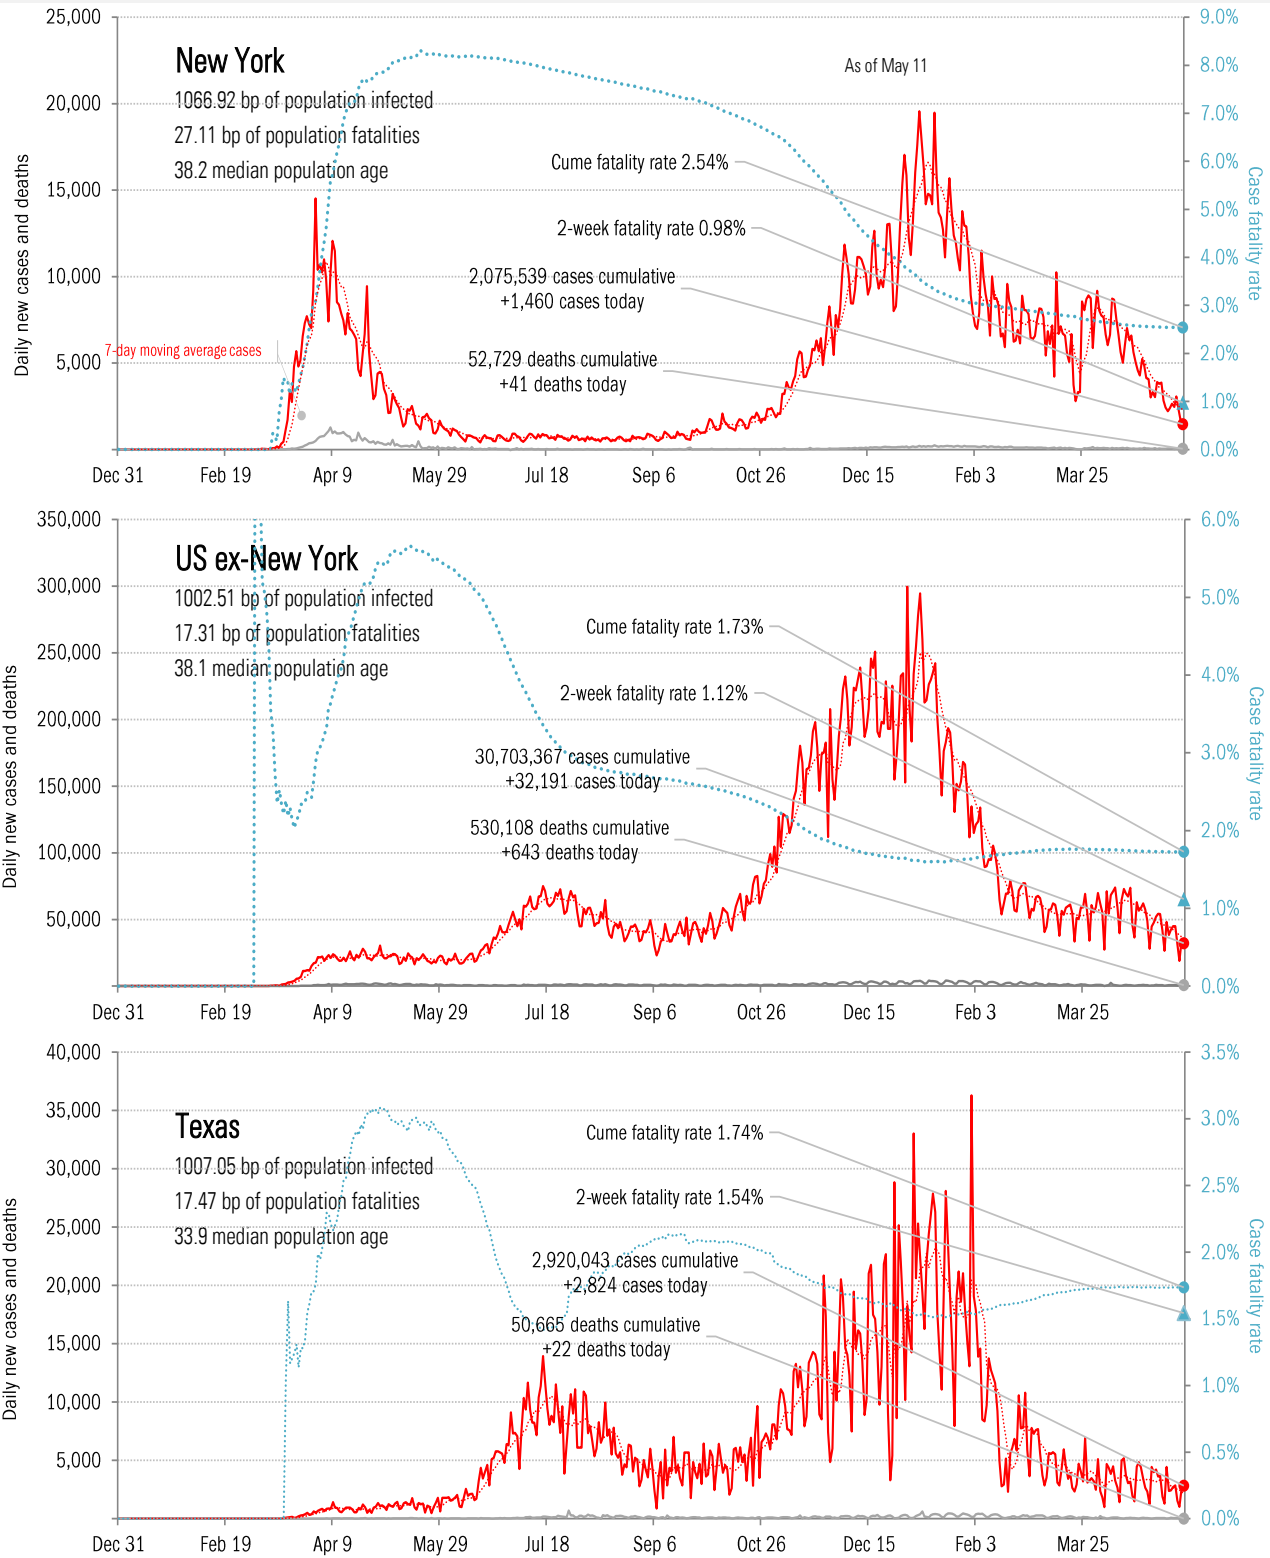 25,000
9.0%
New York
As of May 11
8.0%
1066.92 bp of population infected
20,000
7.0%
27.11 bp of population fatalities
Cume fatality rate 2.54%
6.0%
38.2 median population age
15,000
5.0%
2-week fatality rate 0.98%
4.0%
10,000
2,075,539 cases cumulative
+1,460 cases today
3.0%
7-day moving average cases
5,000
52,729 deaths cumulative
+41 deaths today
2.0%
1.0%
0.0%
Daily new cases and deaths
Case fatality rate
Dec 31
Feb 19
Apr 9
May 29
Jul 18
Sep 6
Oct 26
Dec 15
Feb 3
Mar 25
350,000
6.0%
US ex-New York
300,000
1002.51 bp of population infected
5.0%
17.31 bp of population fatalities
Cume fatality rate 1.73%
250,000
38.1 median population age
4.0%
2-week fatality rate 1.12%
200,000
30,703,367 cases cumulative
+32,191 cases today
3.0%
150,000
530,108 deaths cumulative
+643 deaths today
2.0%
100,000
50,000
1.0%
0.0%
Daily new cases and deaths
Case fatality rate
Dec 31
Feb 19
Apr 9
May 29
Jul 18
Sep 6
Oct 26
Dec 15
Feb 3
Mar 25
40,000
3.5%
35,000
Texas
3.0%
Cume fatality rate 1.74%
30,000
1007.05 bp of population infected
2.5%
17.47 bp of population fatalities
2-week fatality rate 1.54%
25,000
33.9 median population age
2.0%
2,920,043 cases cumulative
+2,824 cases today
20,000
1.5%
50,665 deaths cumulative
+22 deaths today
15,000
1.0%
10,000
5,000
0.5%
0.0%
Daily new cases and deaths
Case fatality rate
Dec 31
Feb 19
Apr 9
May 29
Jul 18
Sep 6
Oct 26
Dec 15
Feb 3
Mar 25